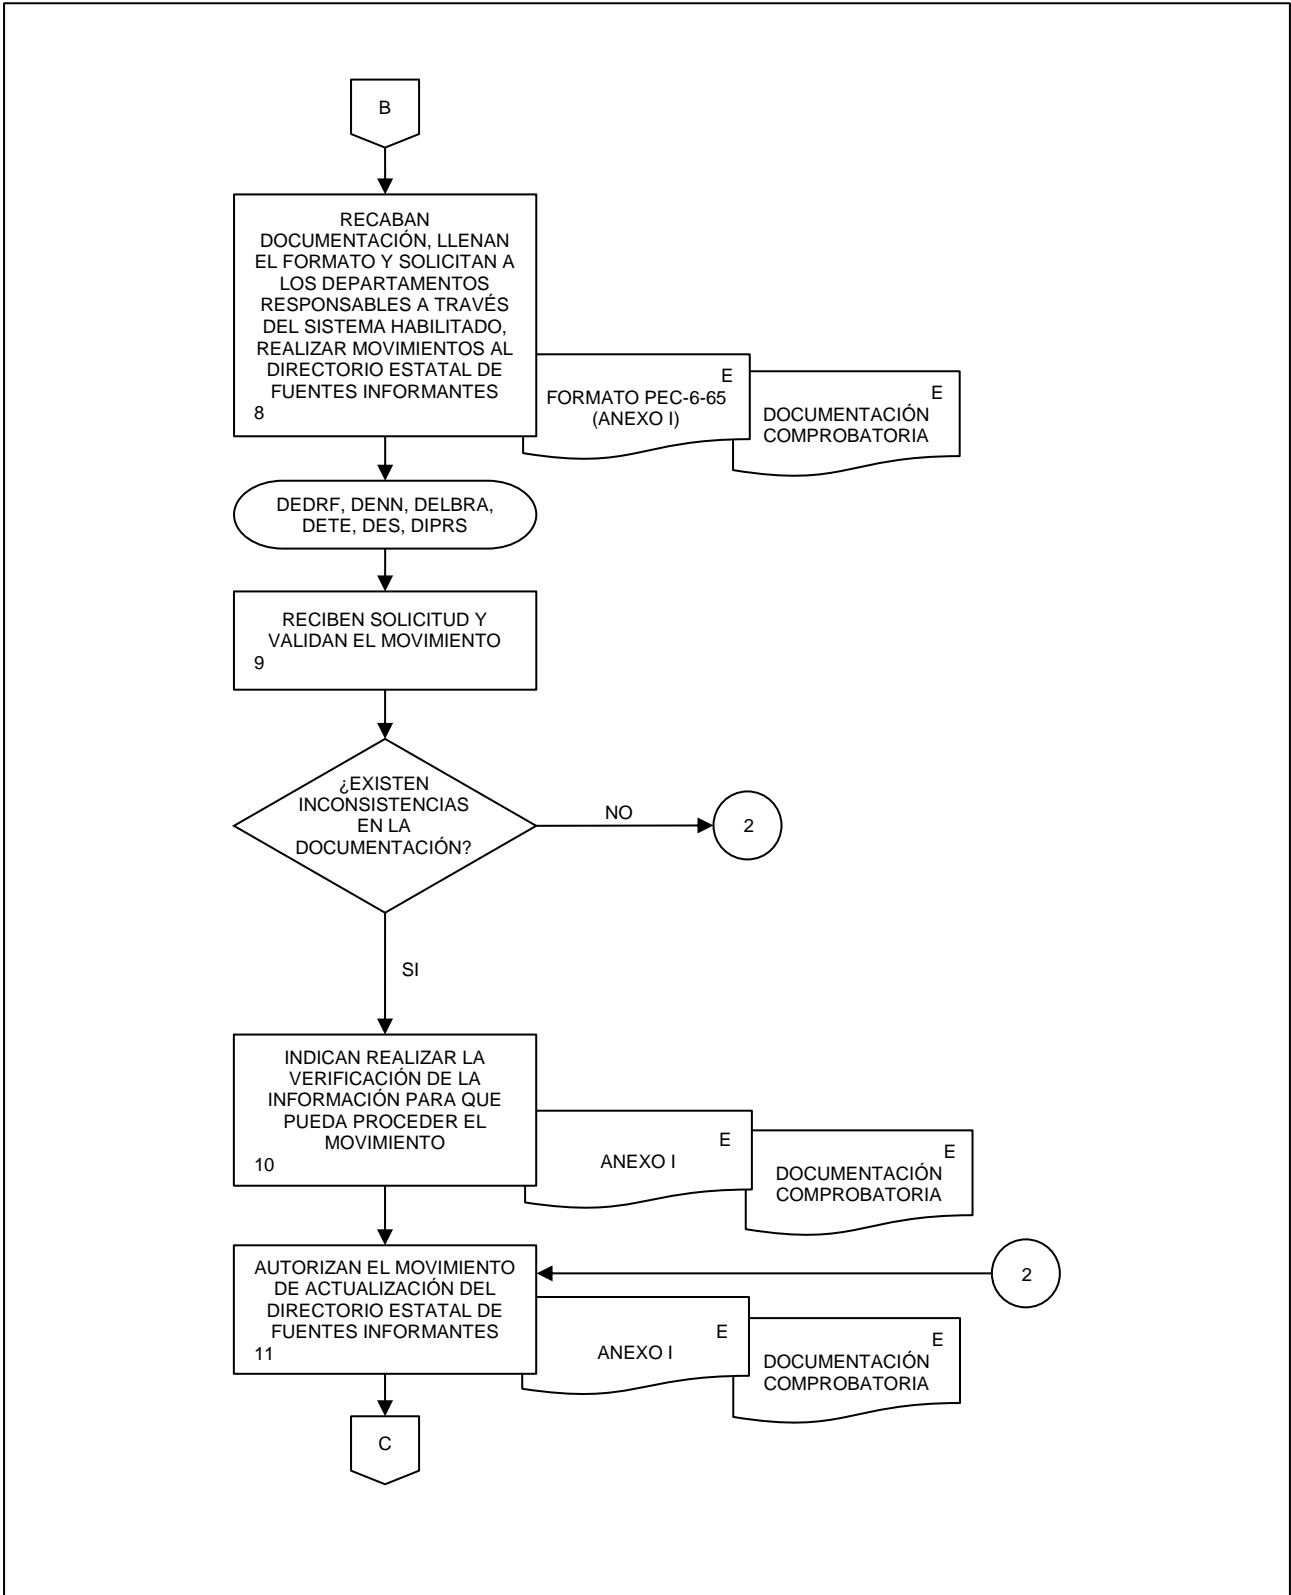 B
RECABAN
DOCUMENTACIÓN, LLENAN
EL FORMATO Y SOLICITAN A
LOS DEPARTAMENTOS
RESPONSABLES A TRAVÉS
DEL SISTEMA HABILITADO,
REALIZAR MOVIMIENTOS AL
DIRECTORIO ESTATAL DE
FUENTES INFORMANTES
8
E
FORMATO PEC-6-65
(ANEXO I)
E
DOCUMENTACIÓN
COMPROBATORIA
DEDRF, DENN, DELBRA,
DETE, DES, DIPRS
RECIBEN SOLICITUD Y
VALIDAN EL MOVIMIENTO
9
¿EXISTEN
INCONSISTENCIAS
EN LA
DOCUMENTACIÓN?
NO
2
SI
INDICAN REALIZAR LA
VERIFICACIÓN DE LA
INFORMACIÓN PARA QUE
PUEDA PROCEDER EL
MOVIMIENTO
10
E
ANEXO I
E
DOCUMENTACIÓN
COMPROBATORIA
AUTORIZAN EL MOVIMIENTO
DE ACTUALIZACIÓN DEL
DIRECTORIO ESTATAL DE
FUENTES INFORMANTES
11
2
E
ANEXO I
E
DOCUMENTACIÓN
COMPROBATORIA
C